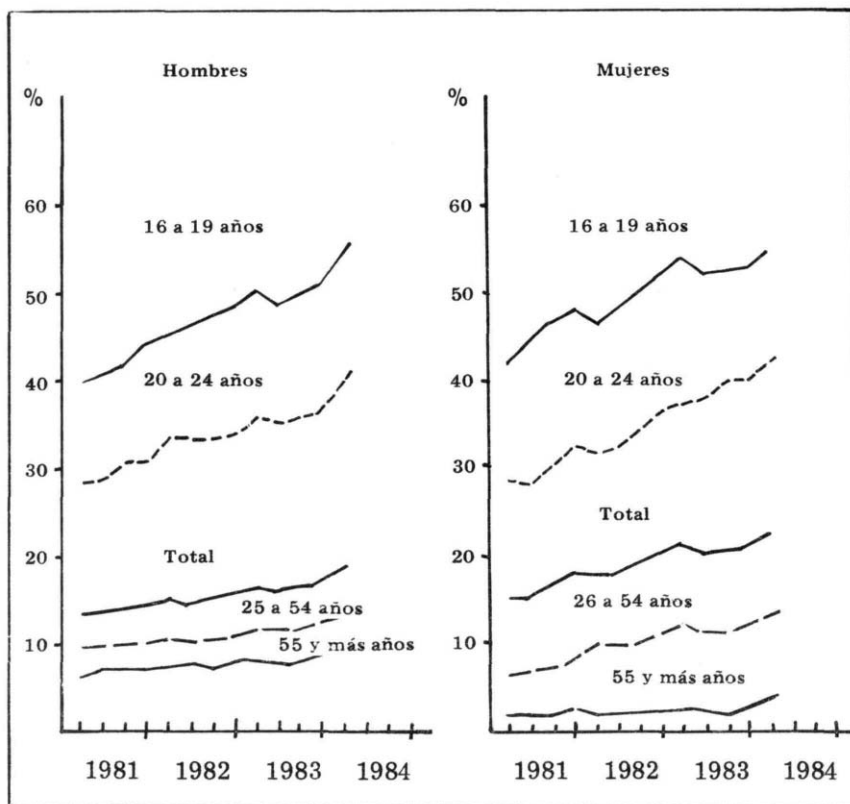 Hombres
%
60
16 a 19 años
50
40
20 a 24 años
30
20
Total
25 a 54 años
10
55 y más años
1981 1982 1983 1984
Mujeres
%
60
16 a 19 años
50
40
20 a 24 años
30
Total
20
26 a 54 años
10
55 y más años
1981 1982 1983 1984